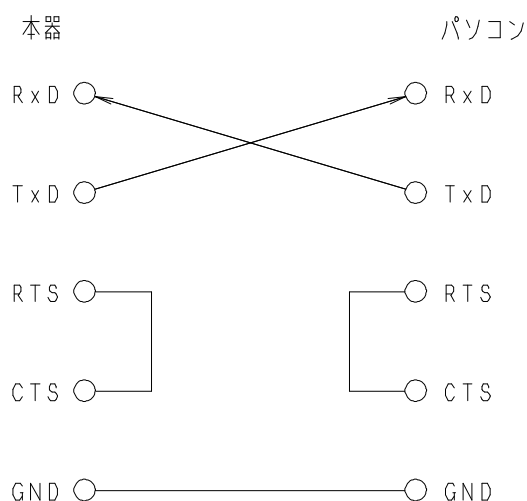 本器 パソコン
RxD RxD
TxD TxD
RTS RTS
CTS CTS
GND GND